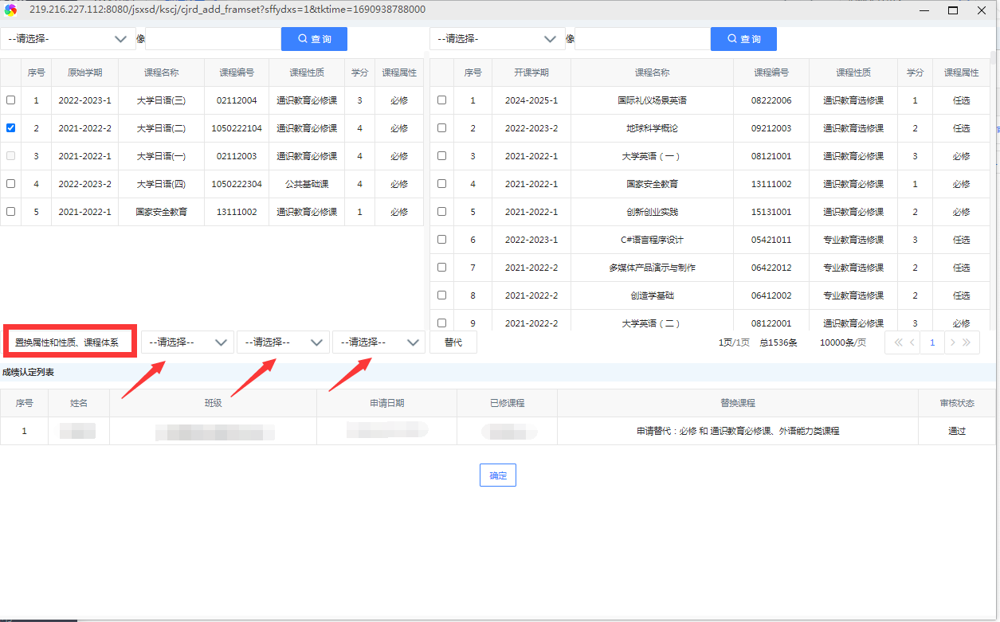 219.216.227.112:8080/jsxsd/kscj/cjrd_add_framset?sffydxs=1&tktime=1690938788000
--请选择- 像 查 询
序号 原始学期 课程名称 课程编号 课程性质 学分 课程属性
1 2022-2023-1 大学日语(三) 02112004 通识教育必修课 3 必修
2 2021-2022-2 大学日语(二) 1050222104 通识教育必修课 4 必修
3 2021-2022-1 大学日语(一) 02112003 通识教育必修课 4 必修
4 2022-2023-2 大学日语(四) 1050222304 公共基础课 4 必修
5 2021-2022-1 国家安全教育 13111002 通识教育必修课 1 必修
--请选择- 像 查 询
序号 开课学期 课程名称 课程编号 课程性质 学分 课程属性
1 2024-2025-1 国际礼仪场景英语 08222006 通识教育选修课 1 任选
2 2022-2023-2 地球科学概论 09212003 通识教育选修课 2 任选
3 2021-2022-1 大学英语（一） 08121001 通识教育必修课 3 必修
4 2021-2022-1 国家安全教育 13111002 通识教育必修课 1 必修
5 2021-2022-1 创新创业实践 15131001 通识教育必修课 2 必修
6 2022-2023-1 C#语言程序设计 05421011 专业教育选修课 3 任选
7 2021-2022-2 多媒体产品演示与制作 06422012 专业教育选修课 2 任选
8 2021-2022-2 创造学基础 06412002 专业教育选修课 2 任选
9 2021-2022-2 大学英语（二） 08122001 通识教育必修课 3 必修
置换属性和性质、课程体系 --请选择-- --请选择-- --请选择-- 替代 1页/1页 总1536条 10000条/页 1
成绩认定列表
序号 姓名 班级 申请日期 已修课程 替换课程 审核状态
1 申请替代：必修 和 通识教育必修课、外语能力类课程 通过
确定